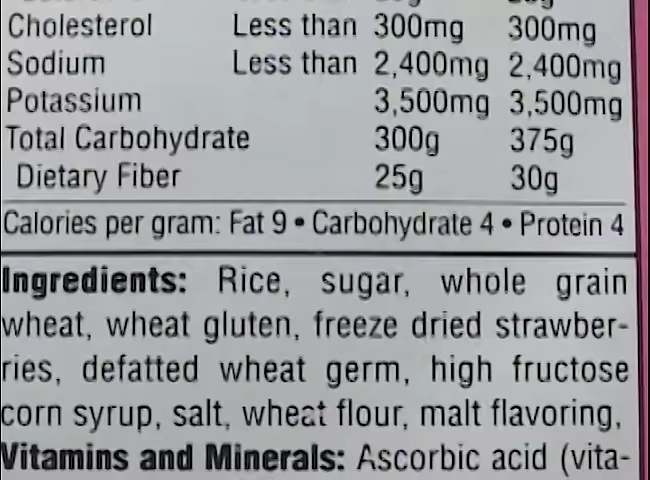 Cholesterol Less than 300mg 300mg
Sodium Less than 2,400mg 2,400mg
Potassium 3,500mg 3,500mg
Total Carbohydrate 300g 375g
Dietary Fiber 25g 30g
Calories per gram: Fat 9 • Carbohydrate 4 • Protein 4
Ingredients: Rice, sugar, whole grain
wheat, wheat gluten, freeze dried strawber-
ries, defatted wheat germ, high fructose
corn syrup, salt, wheat flour, malt flavoring,
Vitamins and Minerals: Ascorbic acid (vita-